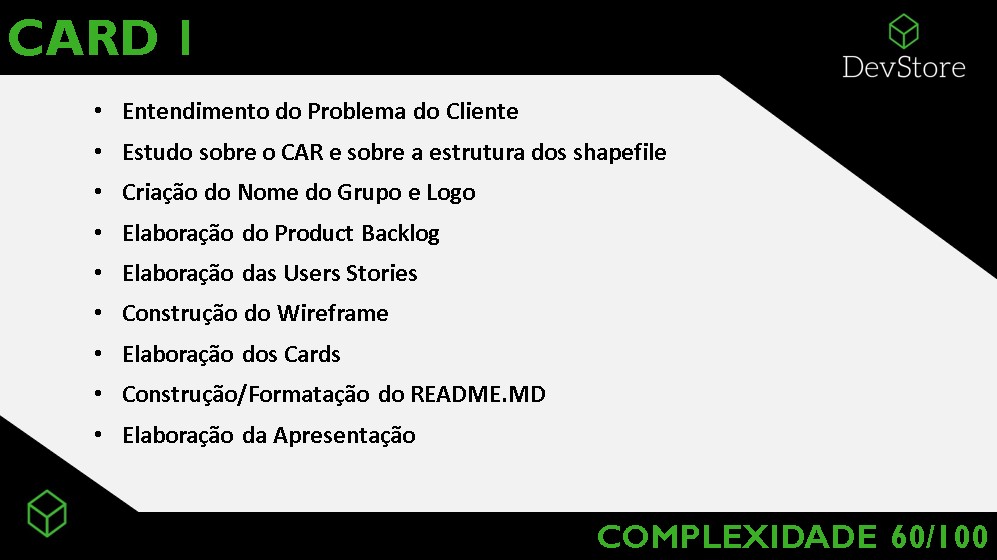 CARD 1
DevStore
• Entendimento do Problema do Cliente
• Estudo sobre o CAR e sobre a estrutura dos shapefile
• Criação do Nome do Grupo e Logo
• Elaboração do Product Backlog
• Elaboração das Users Stories
• Construção do Wireframe
• Elaboração dos Cards
• Construção/Formatação do README.MD
• Elaboração da Apresentação
COMPLEXIDADE 60/100